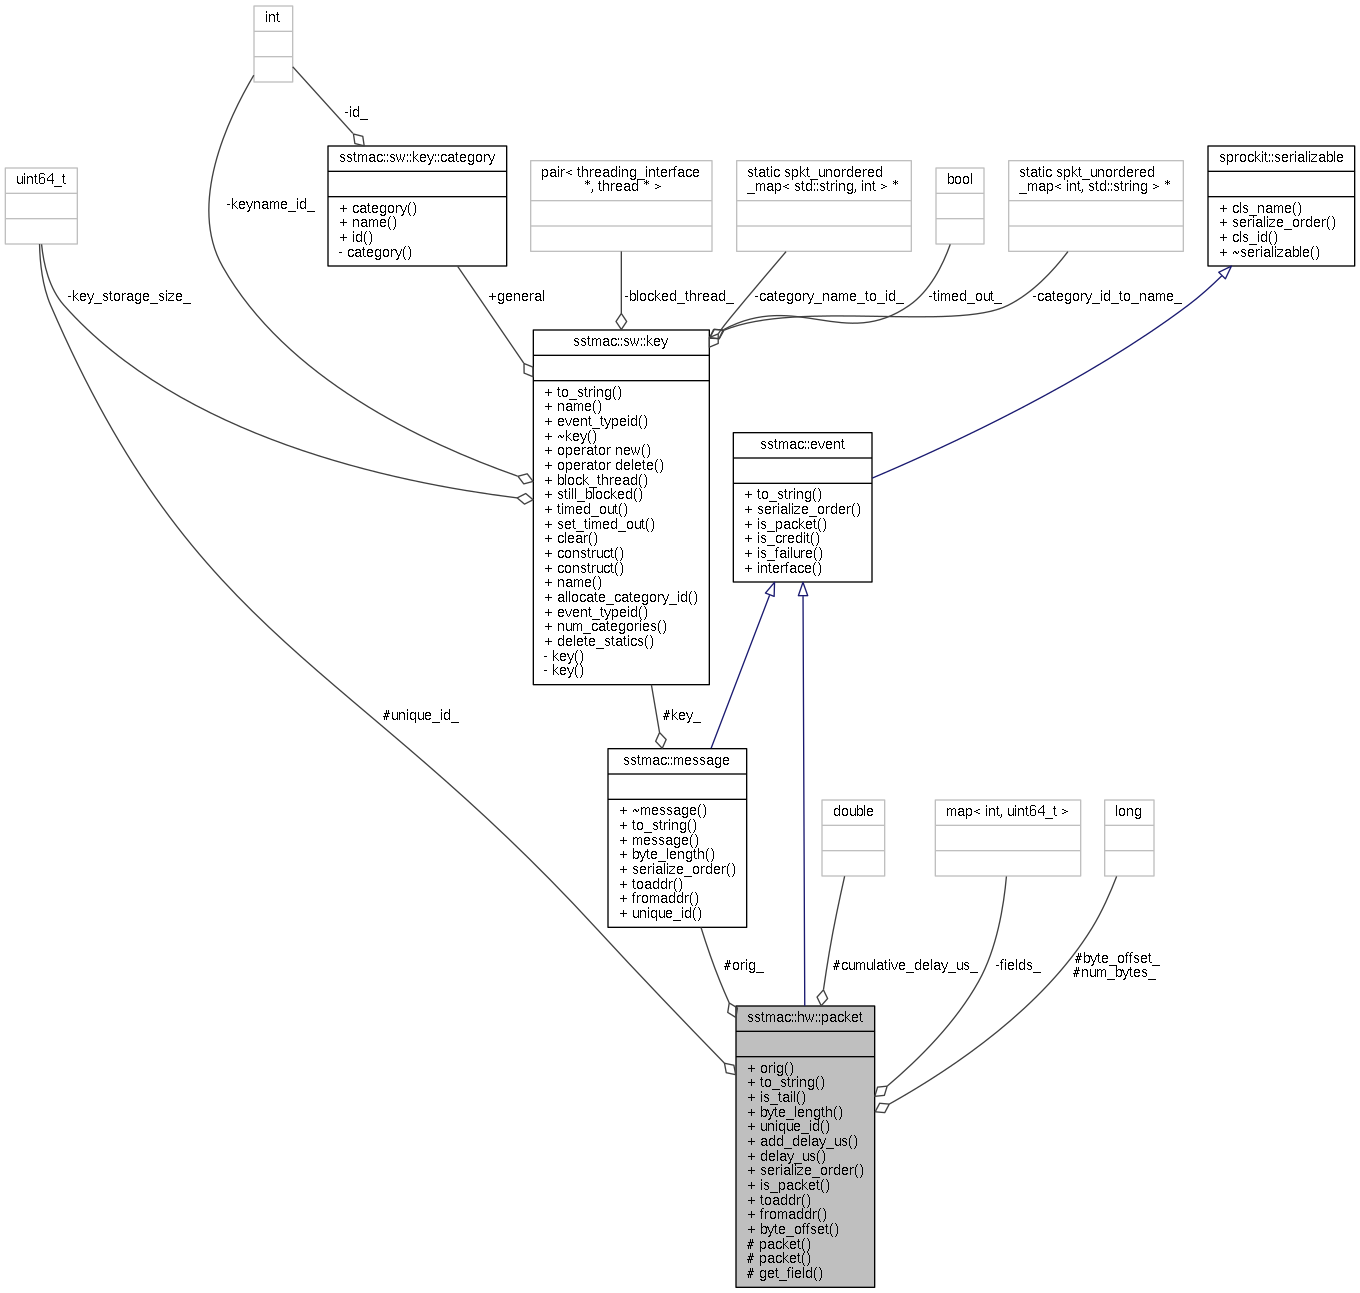 int
-id_
sstmac::sw::key::category
+ category()
+ name()
+ id()
- category()
pair< threading_interface
*, thread * >
static spkt_unordered
_map< std::string, int > *
bool
static spkt_unordered
_map< int, std::string > *
sprockit::serializable
+ cls_name()
+ serialize_order()
+ cls_id()
+ ~serializable()
uint64_t
-keyname_id_
-key_storage_size_
+general
-blocked_thread_
-category_name_to_id_
-timed_out_
-category_id_to_name_
sstmac::sw::key
+ to_string()
+ name()
+ event_typeid()
+ ~key()
+ operator new()
+ operator delete()
+ block_thread()
+ still_blocked()
+ timed_out()
+ set_timed_out()
+ clear()
+ construct()
+ construct()
+ name()
+ allocate_category_id()
+ event_typeid()
+ num_categories()
+ delete_statics()
- key()
- key()
sstmac::event
+ to_string()
+ serialize_order()
+ is_packet()
+ is_credit()
+ is_failure()
+ interface()
#unique_id_
#key_
sstmac::message
+ ~message()
+ to_string()
+ message()
+ byte_length()
+ serialize_order()
+ toaddr()
+ fromaddr()
+ unique_id()
double
map< int, uint64_t >
long
#orig_
#cumulative_delay_us_
-fields_
#byte_offset_
#num_bytes_
sstmac::hw::packet
+ orig()
+ to_string()
+ is_tail()
+ byte_length()
+ unique_id()
+ add_delay_us()
+ delay_us()
+ serialize_order()
+ is_packet()
+ toaddr()
+ fromaddr()
+ byte_offset()
# packet()
# packet()
# get_field()